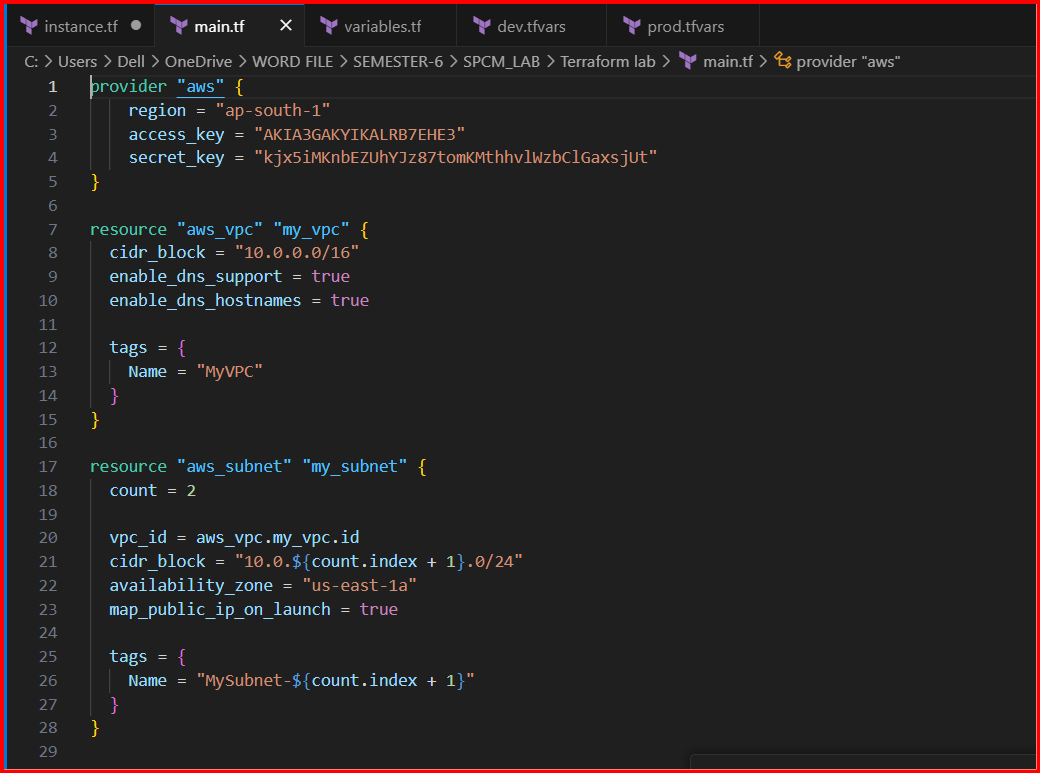 instance.tf main.tf variables.tf dev.tfvars prod.tfvars
C: > Users > Dell > OneDrive > WORD FILE > SEMESTER-6 > SPCM_LAB > Terraform lab > main.tf > provider "aws"
1 provider "aws" {
2 region = "ap-south-1"
3 access_key = "AKIA3GAKYIKALRB7EHE3"
4 secret_key = "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"
5 }
6
7 resource "aws_vpc" "my_vpc" {
8 cidr_block = "10.0.0.0/16"
9 enable_dns_support = true
10 enable_dns_hostnames = true
11
12 tags = {
13 Name = "MyVPC"
14 }
15 }
16
17 resource "aws_subnet" "my_subnet" {
18 count = 2
19
20 vpc_id = aws_vpc.my_vpc.id
21 cidr_block = "10.0.${count.index + 1}.0/24"
22 availability_zone = "us-east-1a"
23 map_public_ip_on_launch = true
24
25 tags = {
26 Name = "MySubnet-${count.index + 1}"
27 }
28 }
29